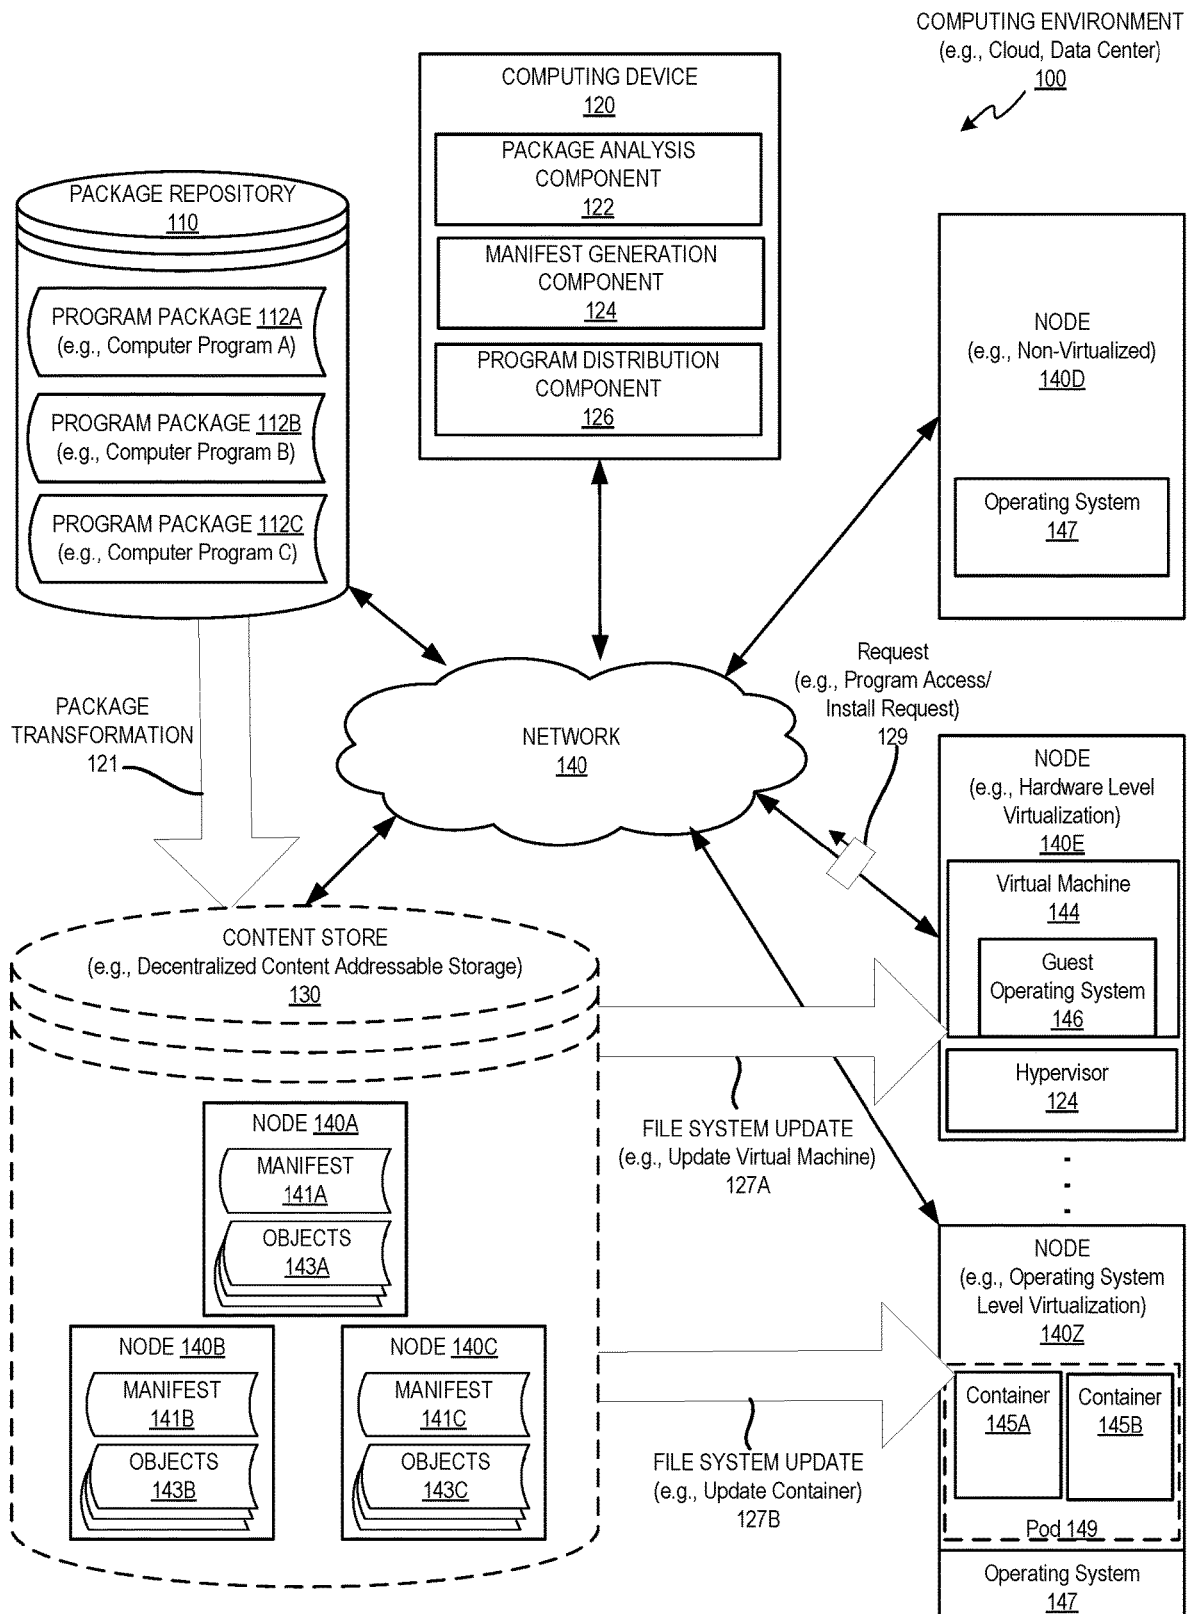 COMPUTING ENVIRONMENT
(e.g., Cloud, Data Center)
100
COMPUTING DEVICE
120
PACKAGE ANALYSIS
COMPONENT
122
MANIFEST GENERATION
COMPONENT
124
PROGRAM DISTRIBUTION
COMPONENT
126
PACKAGE REPOSITORY
110
PROGRAM PACKAGE 112A
(e.g., Computer Program A)
PROGRAM PACKAGE 112B
(e.g., Computer Program B)
PROGRAM PACKAGE 112C
(e.g., Computer Program C)
NODE
(e.g., Non-Virtualized)
140D
Operating System
147
PACKAGE
TRANSFORMATION
121
NETWORK
140
Request
(e.g., Program Access/
Install Request)
129
NODE
(e.g., Hardware Level
Virtualization)
140E
Virtual Machine
144
Guest
Operating System
146
Hypervisor
124
CONTENT STORE
(e.g., Decentralized Content Addressable Storage)
130
NODE 140A
MANIFEST
141A
OBJECTS
143A
NODE 140B
MANIFEST
141B
OBJECTS
143B
NODE 140C
MANIFEST
141C
OBJECTS
143C
FILE SYSTEM UPDATE
(e.g., Update Virtual Machine)
127A
FILE SYSTEM UPDATE
(e.g., Update Container)
127B
NODE
(e.g., Operating System
Level Virtualization)
140Z
Container
145A
Container
145B
Pod 149
Operating System
147